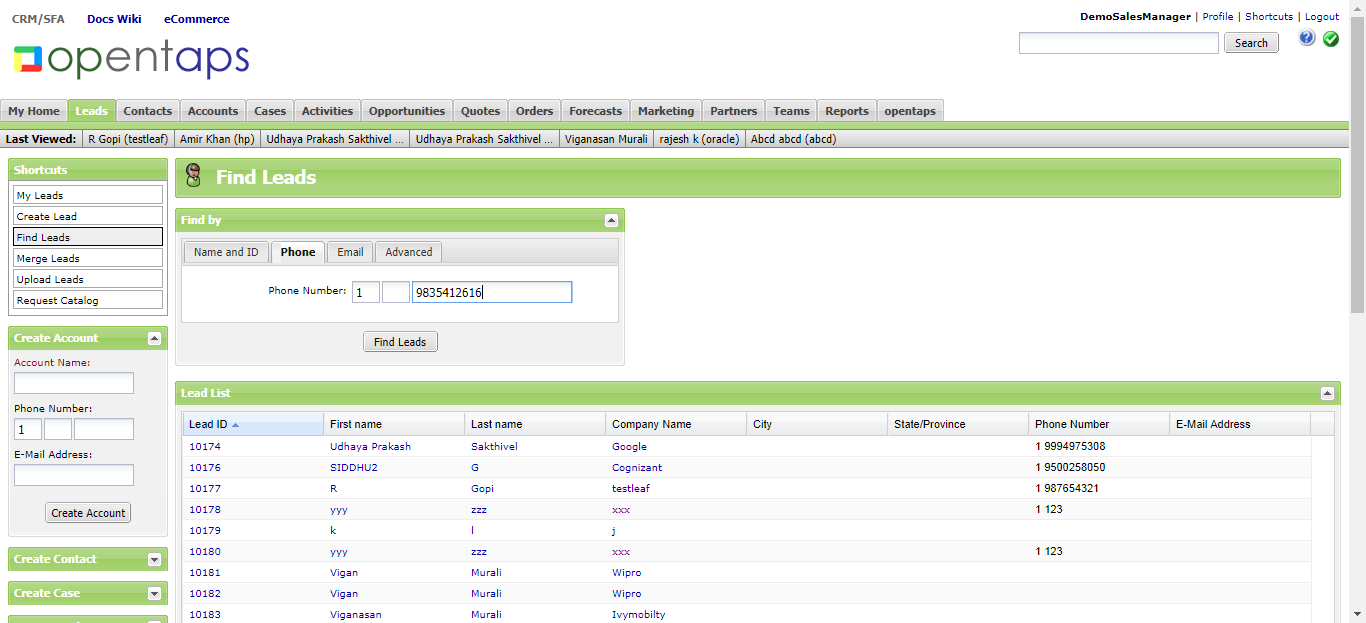 CRM/SFA Docs Wiki eCommerce
DemoSalesManager | Profile | Shortcuts | Logout
opentaps
Search
My Home Leads Contacts Accounts Cases Activities Opportunities Quotes Orders Forecasts Marketing Partners Teams Reports opentaps
Last Viewed: R Gopi (testleaf) Amir Khan (hp) Udhaya Prakash Sakthivel ... Udhaya Prakash Sakthivel ... Viganasan Murali rajesh k (oracle) Abcd abcd (abcd)
Shortcuts
My Leads
Create Lead
Find Leads
Merge Leads
Upload Leads
Request Catalog
Create Account
Account Name:
Phone Number:
1
E-Mail Address:
Create Account
Create Contact
Create Case
Find Leads
Find by
Name and ID Phone Email Advanced
Phone Number: 1 9835412616
Find Leads
Lead List
Lead ID First name Last name Company Name City State/Province Phone Number E-Mail Address
10174 Udhaya Prakash Sakthivel Google 1 9994975308
10176 SIDDHU2 G Cognizant 1 9500258050
10177 R Gopi testleaf 1 987654321
10178 yyy zzz xxx 1 123
10179 k l j
10180 yyy zzz xxx 1 123
10181 Vigan Murali Wipro
10182 Vigan Murali Wipro
10183 Viganasan Murali Ivymobilty